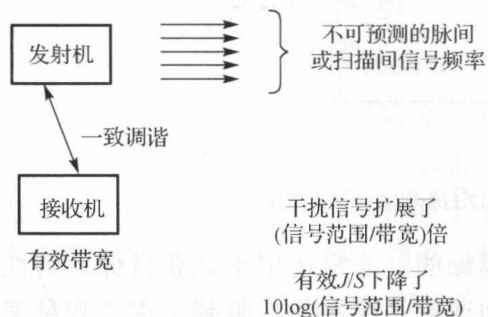 发射机
不可预测的脉间
或扫描间信号频率
一致调谐
接收机
有效带宽
干扰信号扩展了
(信号范围/带宽)倍
有效J/S下降了
10log(信号范围/带宽)